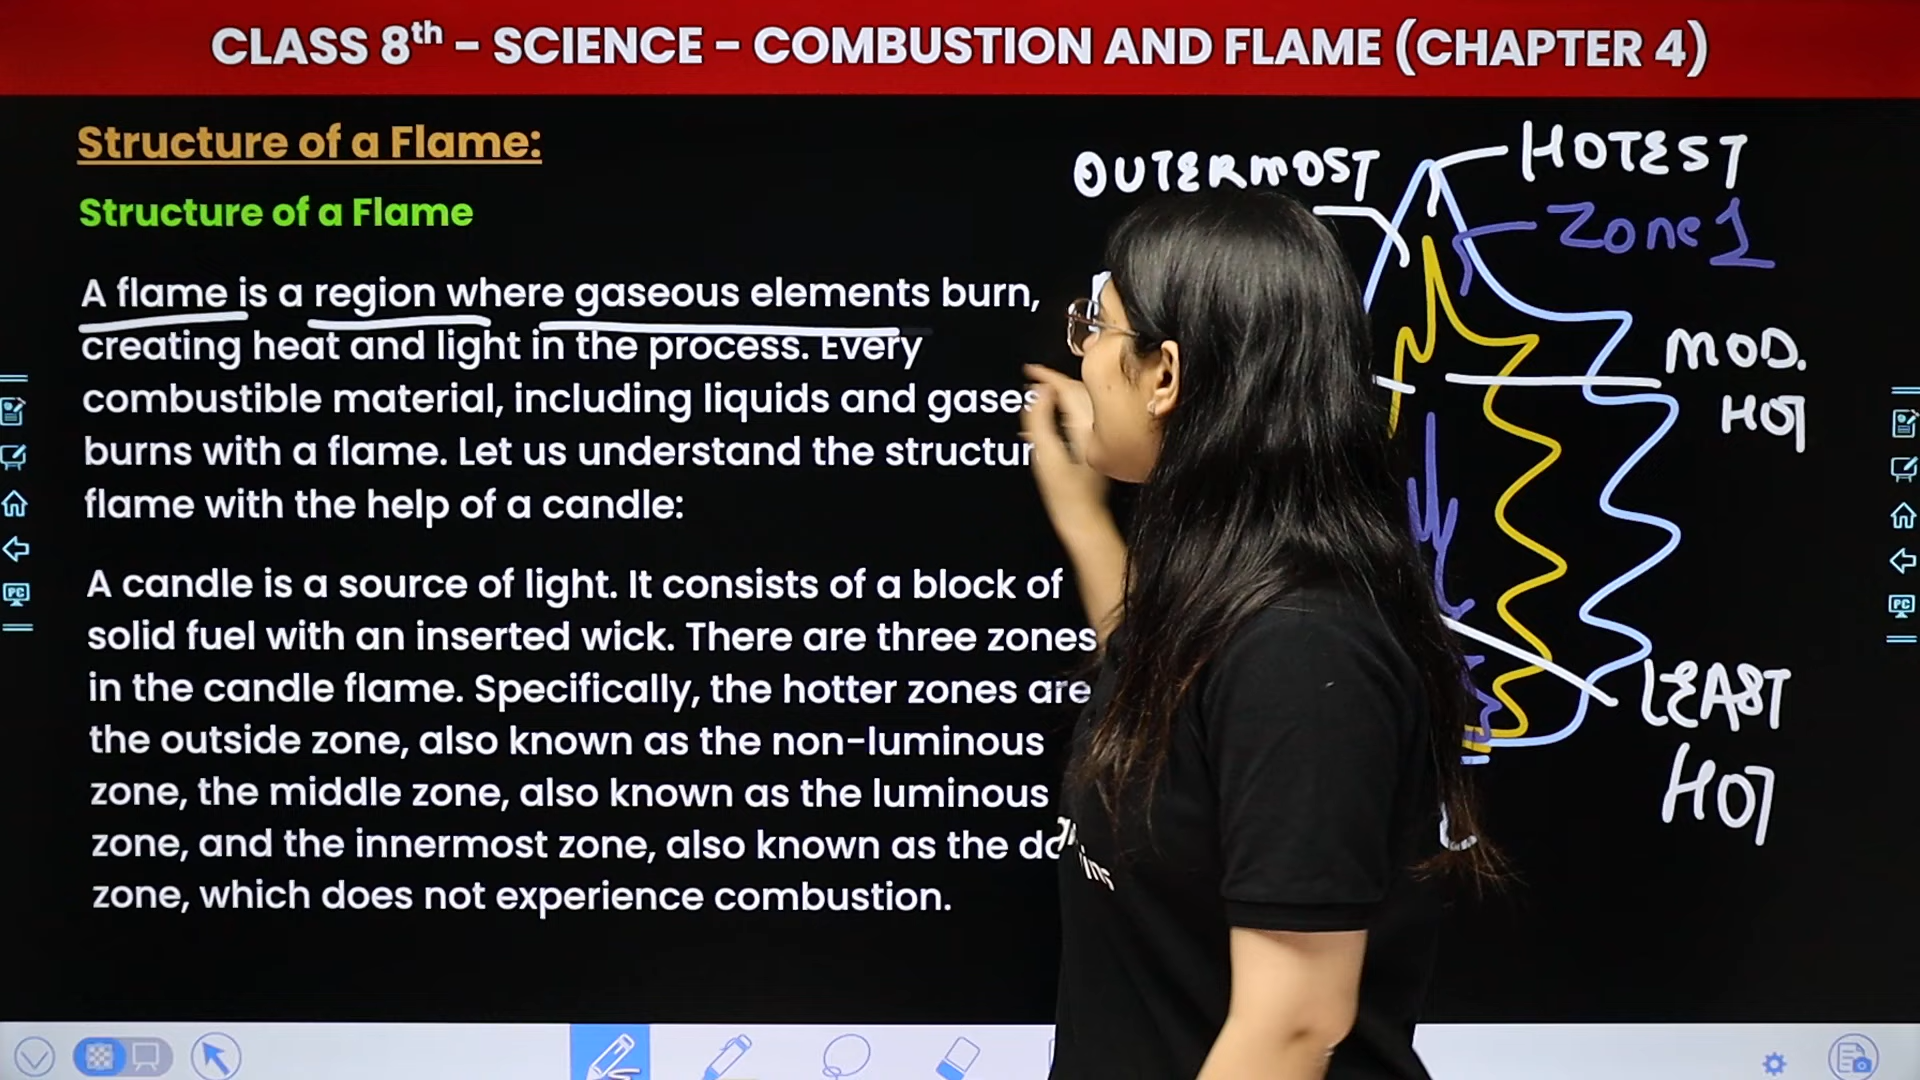 CLASS 8th - SCIENCE - COMBUSTION AND FLAME (CHAPTER 4)
Structure of a Flame:
Structure of a Flame
A flame is a region where gaseous elements burn,
creating heat and light in the process. Every
combustible material, including liquids and gases
burns with a flame. Let us understand the
flame with the help of a candle:
A candle is a source of light. It consists of a block of
solid fuel with an inserted wick. There are three zones
in the candle flame. Specifically, the hotter zones are
the outside zone, also known as the non-luminous
zone, the middle zone, also known as the luminous
zone, and the innermost zone, also known as the
zone, which does not experience combustion.
OUTERMOST
HOTEST
Zone 1
MOD.
HOT
LEAST
HOT
PC
PC